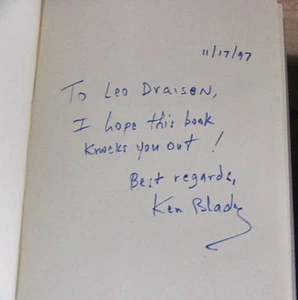 11/17/97
To Leo Draisen,
I hope this book
knocks you out!
Best regards,
Ken Blady